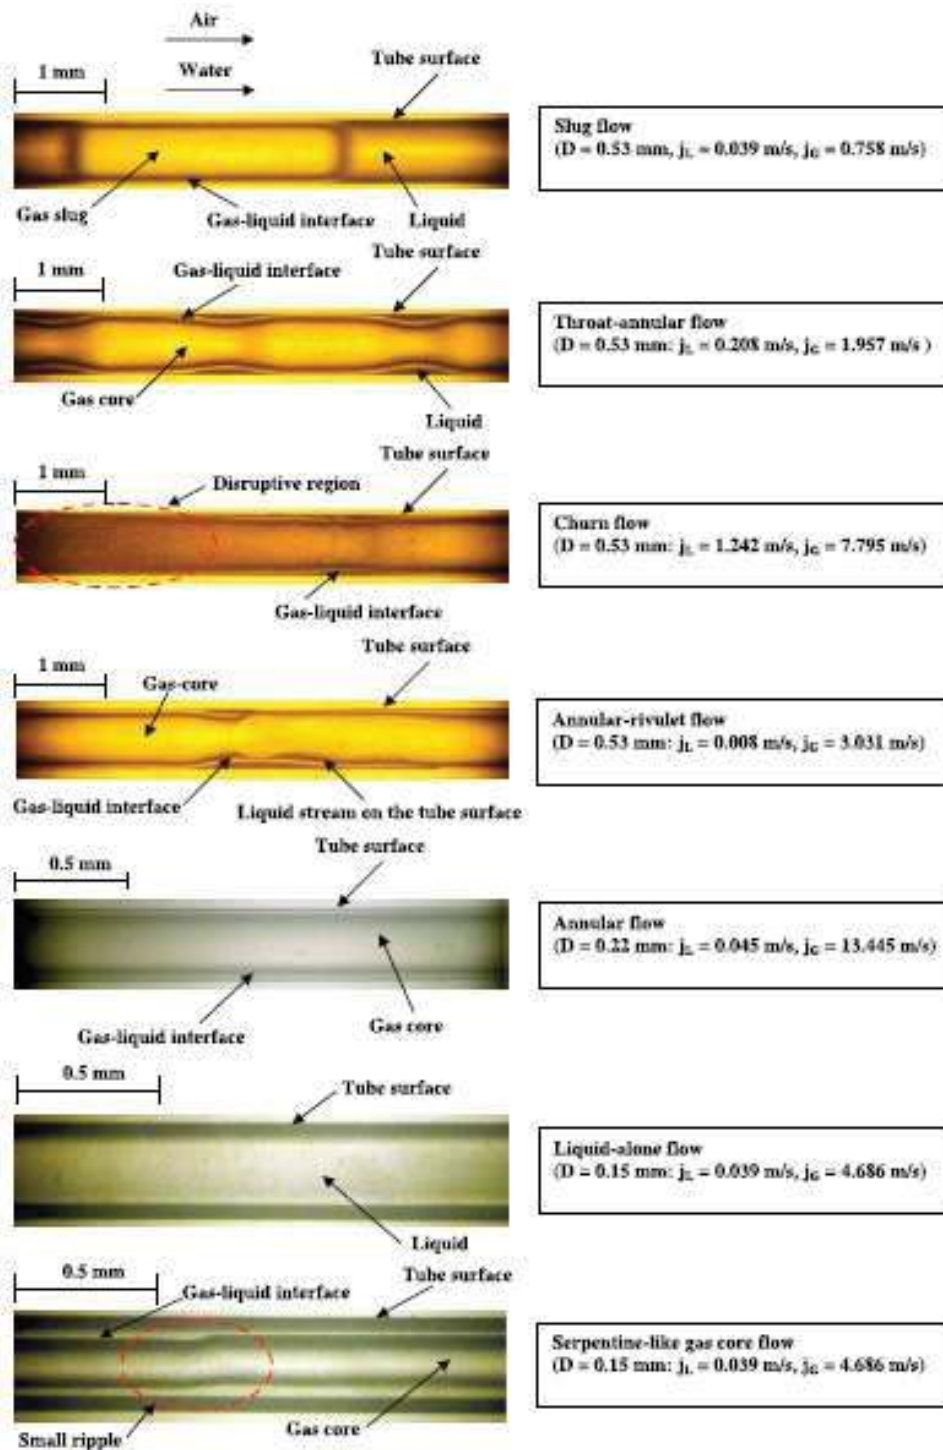 Air
Water
1 mm
Tube surface
Slug flow
(D = 0.53 mm, jL = 0.039 m/s, jG = 0.758 m/s)
Gas slug
Gas-liquid interface
Liquid
Tube surface
Gas-liquid interface
1 mm
Throat-annular flow
(D = 0.53 mm: jL = 0.208 m/s, jG = 1.957 m/s )
Gas core
Liquid
Tube surface
1 mm
Disruptive region
Churn flow
(D = 0.53 mm: jL = 1.242 m/s, jG = 7.795 m/s)
Gas-liquid interface
Tube surface
1 mm
Gas-core
Annular-rivulet flow
(D = 0.53 mm: jL = 0.008 m/s, jG = 3.031 m/s)
Gas-liquid interface
Liquid stream on the tube surface
Tube surface
0.5 mm
Annular flow
(D = 0.22 mm: jL = 0.045 m/s, jG = 13.445 m/s)
Gas-liquid interface
Gas core
0.5 mm
Tube surface
Liquid-alone flow
(D = 0.15 mm: jL = 0.039 m/s, jG = 4.686 m/s)
Liquid
0.5 mm
Tube surface
Gas-liquid interface
Serpentine-like gas core flow
(D = 0.15 mm: jL = 0.039 m/s, jG = 4.686 m/s)
Gas core
Small ripple